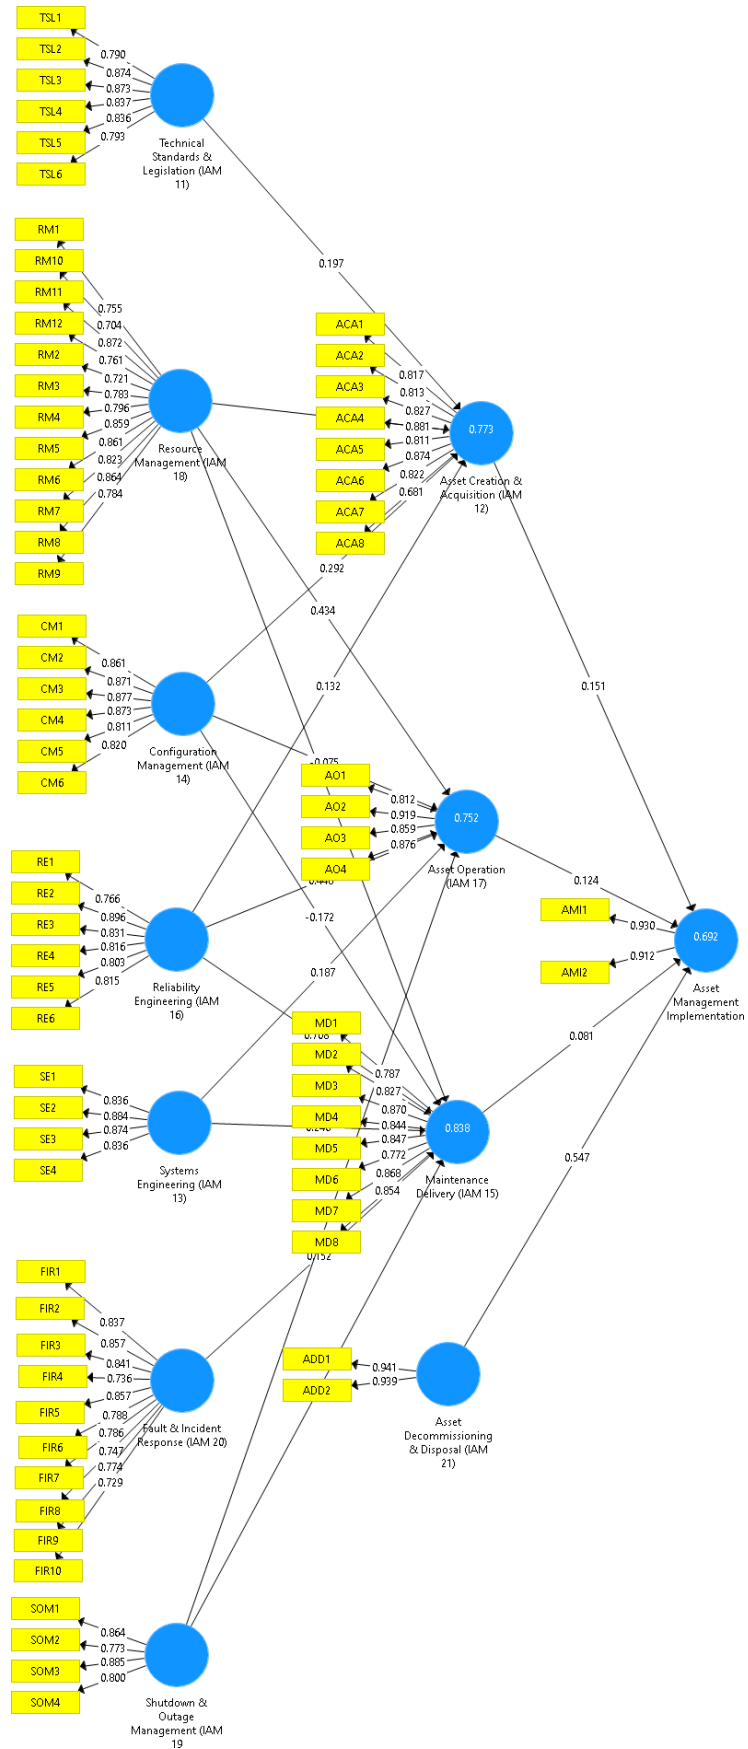 TSL1
TSL2
TSL3
TSL4
TSL5
TSL6
0.790
0.874
0.873
0.837
0.836
0.793
Technical
Standards &
Legislation (IAM
11)
0.197
RM1
RM10
RM11
RM12
RM2
RM3
RM4
RM5
RM6
RM7
RM8
RM9
0.755
0.704
0.872
0.761
0.721
0.783
0.796
0.859
0.861
0.823
0.864
0.784
Resource
Management (IAM
18)
ACA1
ACA2
ACA3
ACA4
ACA5
ACA6
ACA7
ACA8
0.817
0.813
0.827
0.881
0.811
0.874
0.822
0.681
0.773
Asset Creation &
Acquisition (IAM
12)
0.292
0.434
0.132
0.151
CM1
CM2
CM3
CM4
CM5
CM6
0.861
0.871
0.877
0.873
0.811
0.820
Configuration
Management (IAM
14)
-0.075
AO1
AO2
AO3
AO4
0.812
0.919
0.859
0.876
0.752
Asset Operation
(IAM 17)
0.124
RE1
RE2
RE3
RE4
RE5
RE6
0.766
0.896
0.831
0.816
0.803
0.815
Reliability
Engineering (IAM
16)
-0.172
0.187
AMI1
AMI2
0.930
0.912
0.692
Asset
Management
Implementation
0.081
SE1
SE2
SE3
SE4
0.836
0.884
0.874
0.836
Systems
Engineering (IAM
13)
MD1
MD2
MD3
MD4
MD5
MD6
MD7
MD8
0.787
0.827
0.870
0.844
0.847
0.772
0.868
0.854
0.838
Maintenance
Delivery (IAM 15)
0.547
0.152
FIR1
FIR2
FIR3
FIR4
FIR5
FIR6
FIR7
FIR8
FIR9
FIR10
0.837
0.857
0.841
0.736
0.857
0.788
0.786
0.747
0.774
0.729
Fault & Incident
Response (IAM 20)
ADD1
ADD2
0.941
0.939
Asset
Decommissioning
& Disposal (IAM
21)
SOM1
SOM2
SOM3
SOM4
0.864
0.773
0.885
0.800
Shutdown &
Outage
Management (IAM
19